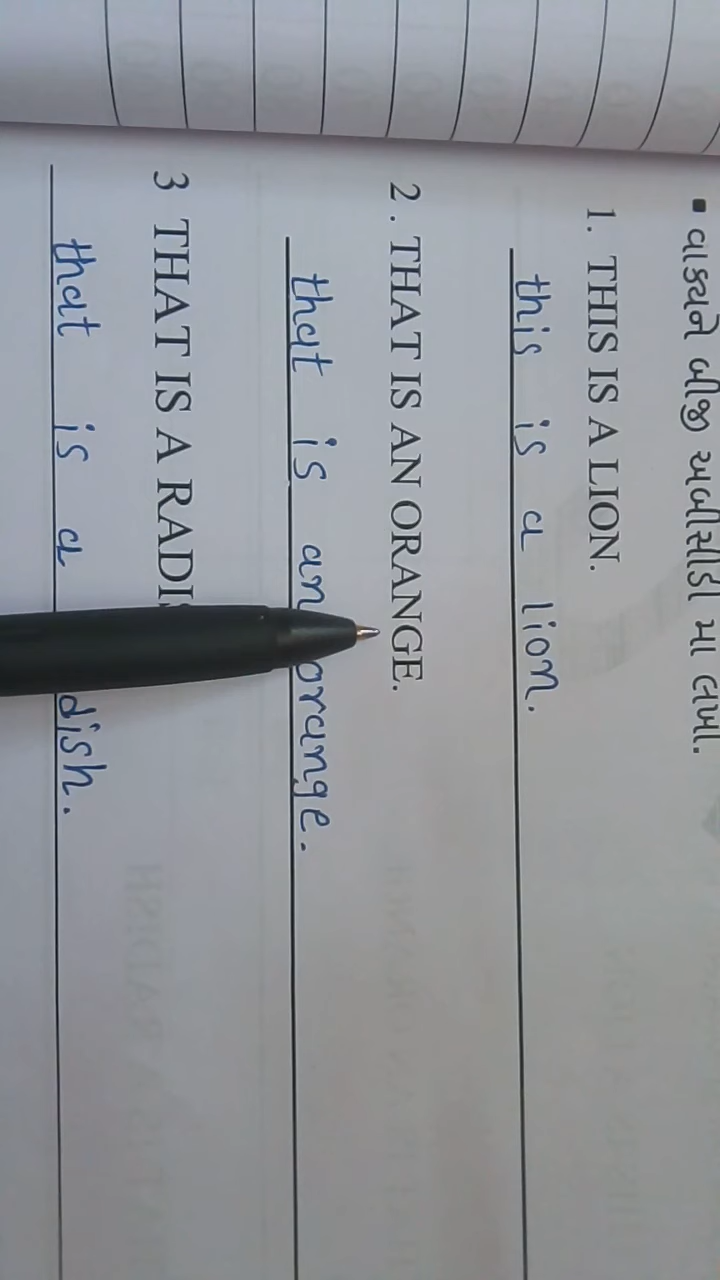 ▪ વાક્યને બીજી અબીસીડી મા લખો.
1. THIS IS A LION.
this is a lion.
2. THAT IS AN ORANGE.
that is an orange.
3 THAT IS A
that is a